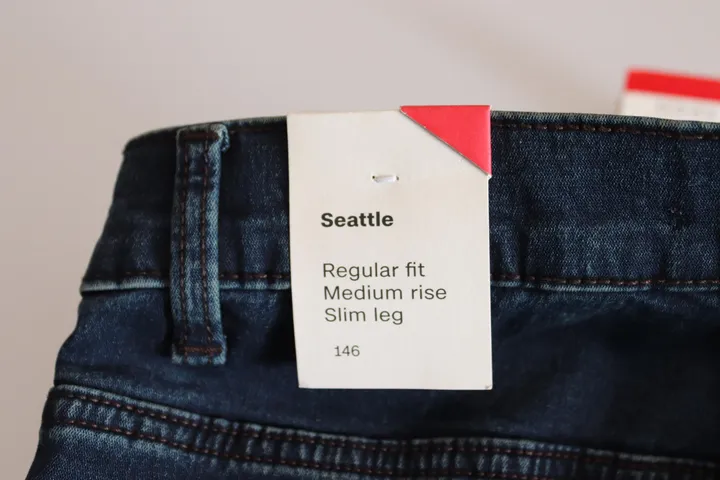 Seattle
Regular fit
Medium rise
Slim leg
146